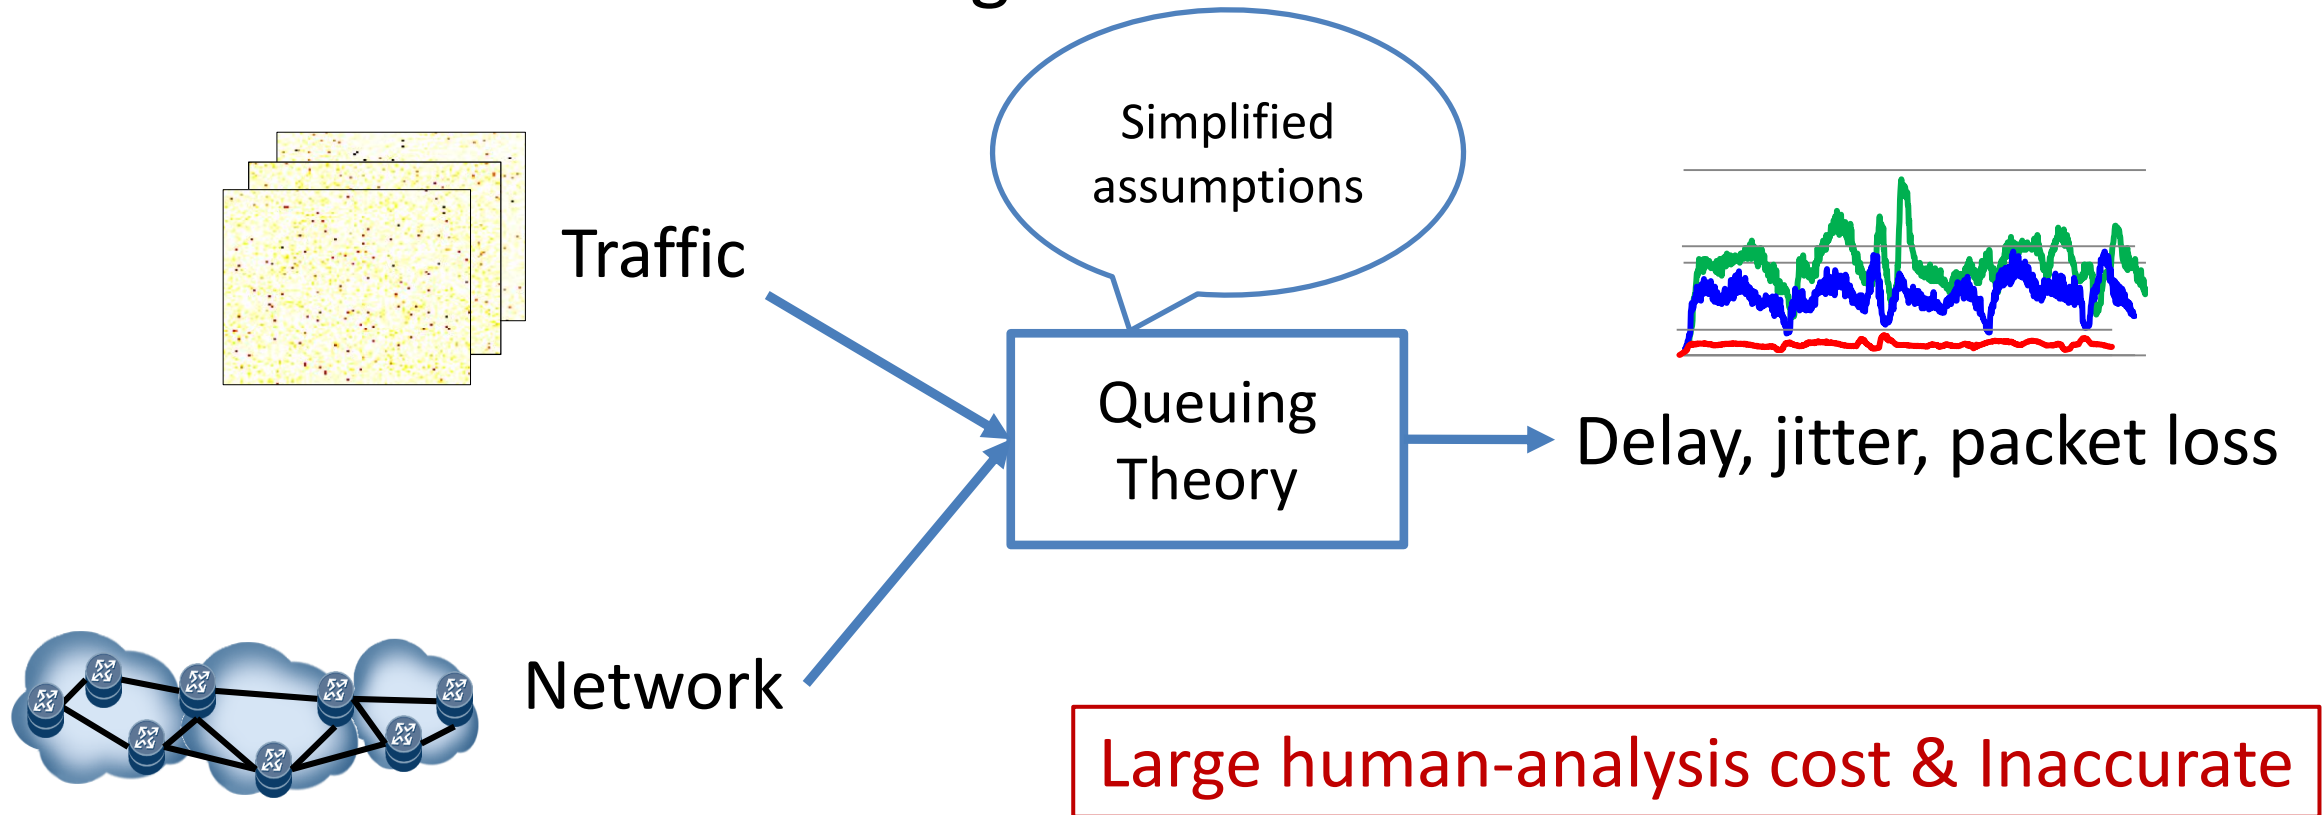 Simplified
assumptions
Traffic
Queuing
Theory
Delay, jitter, packet loss
Network
Large human-analysis cost & Inaccurate